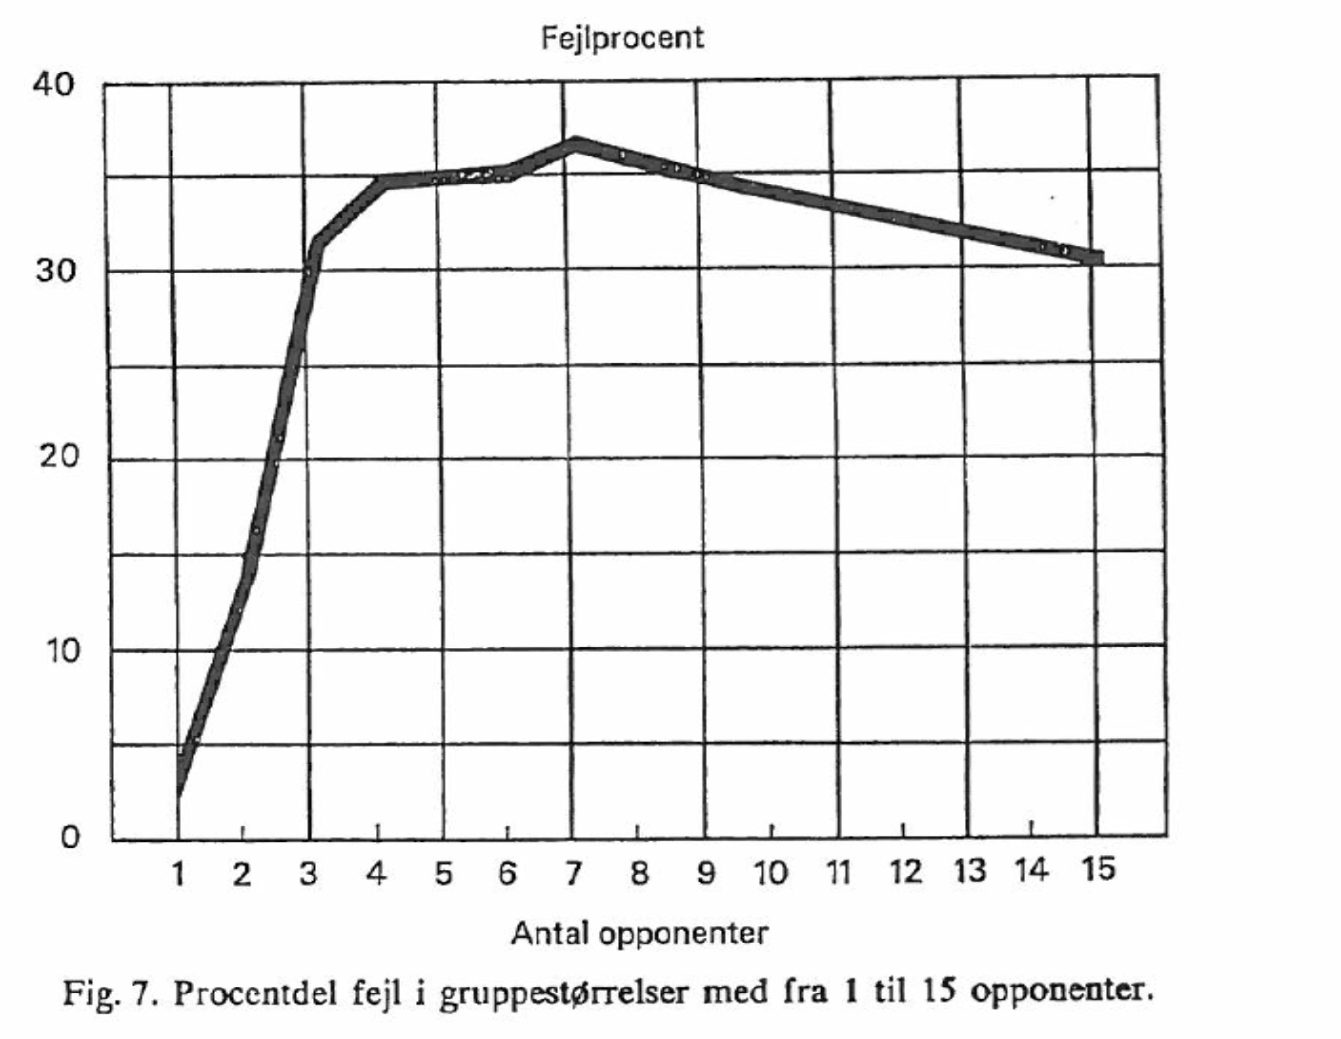 Fejlprocent
40
30
20
10
0
1 2 3 4 5 6 7 8 9 10 11 12 13 14 15
Antal opponenter
Fig. 7. Procentdel fejl i gruppestørrelser med fra 1 til 15 opponenter.